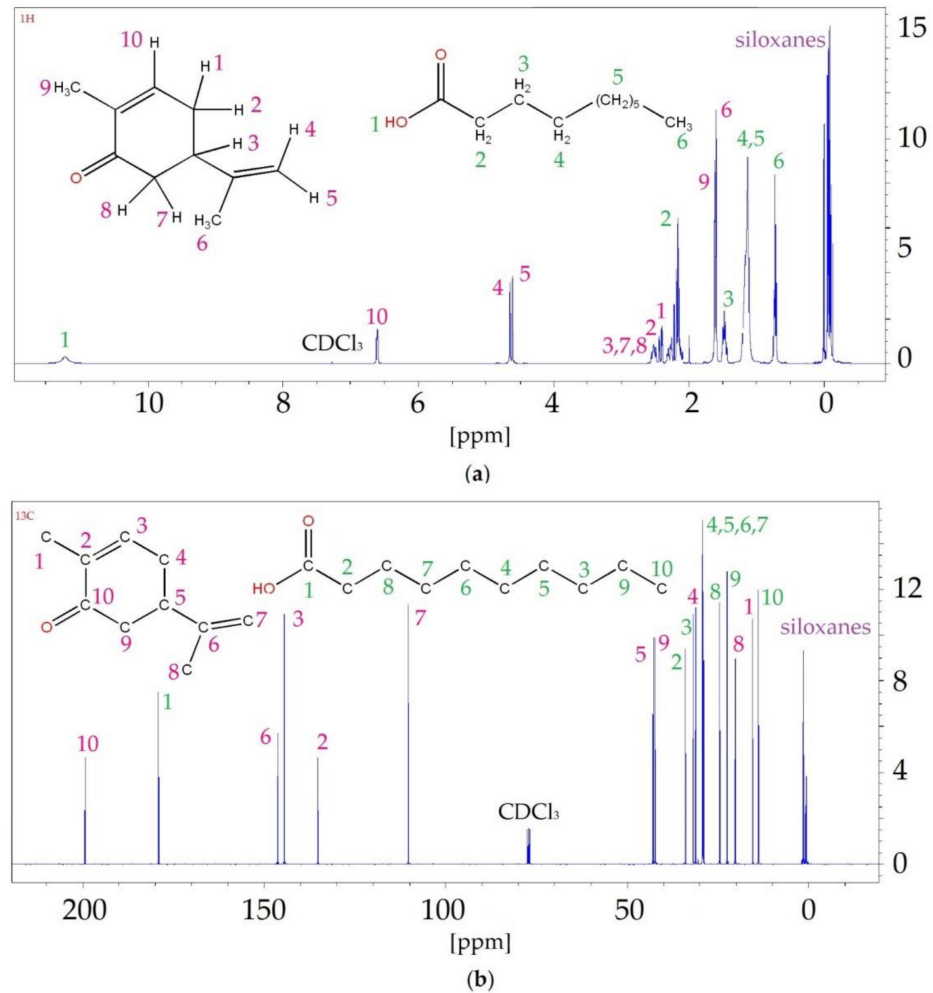 1H
siloxanes
15
10
5
0
10
H
1
H
9 H₃C
H 2
H 4
H 3
O
H
8
H
7
H 5
H₃C
6
O
3
H₂
5
(CH₂)₅
1 HO
C
H₂
C
H₂
CH₃
2
4
6
6
4,5
9
6
2
3
4 5
10
1
2
3,7,8
1
CDCl₃
10 8 6 4 2 0
[ppm]
(a)
13C
12
8
4
0
C
1
2 C
C 3
C 4
10 C
C 5
O
C
9
C
6
C 7
8 C
O
HO
C
1
2
C
C
8
C
7
C
6
C
4
C
5
C
3
C
9
10
C
4,5,6,7
9
8
4
3
2
5 9
8
1
10
siloxanes
7
3
6
2
1
10
CDCl₃
200 150 100 50 0
[ppm]
(b)